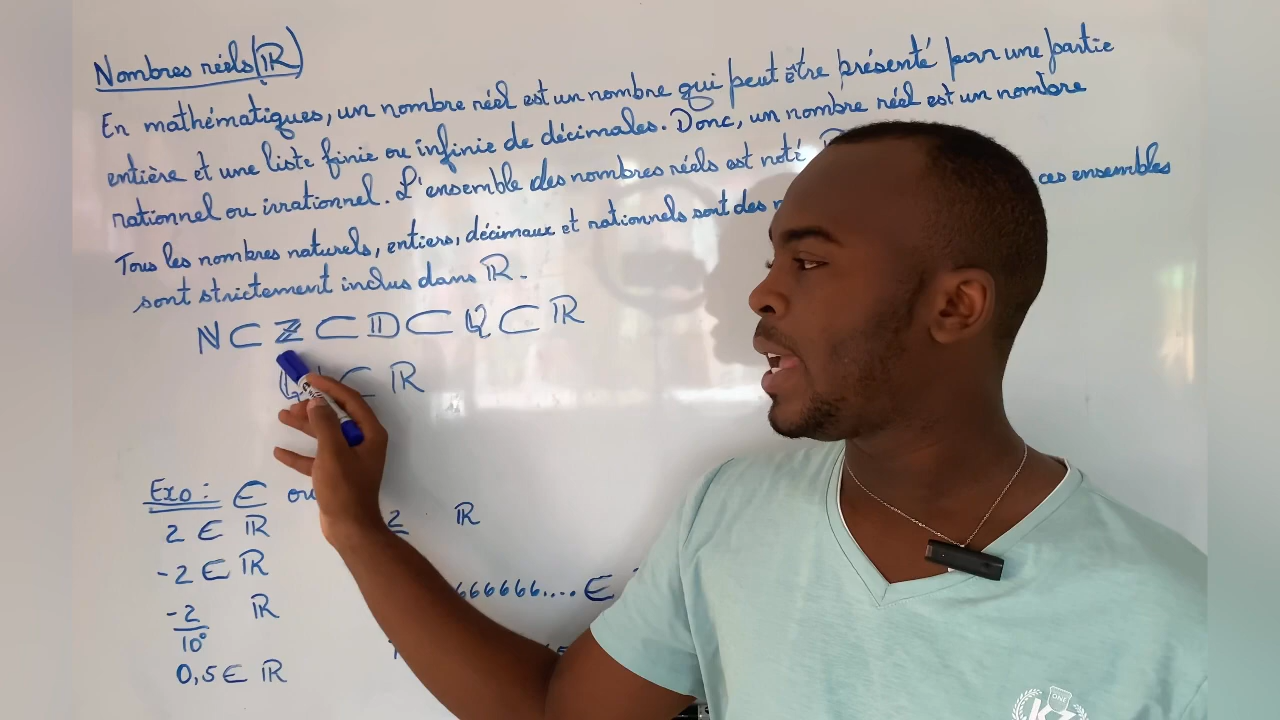 Nombres réels (ℝ)
En mathématiques, un nombre réel est un nombre qui peut être présenté par une partie
entière et une liste finie ou infinie de décimales. Donc, un nombre réel est un nombre
rationnel ou irrationnel. L'ensemble des nombres réels est noté
Tous les nombres naturels, entiers, décimaux et rationnels sont des ces ensembles
sont strictement inclus dans ℝ.
ℕ ⊂ ℤ ⊂ 𝔻 ⊂ ℚ ⊂ ℝ
⊂ ℝ
Exo : ∈ ou
2 ∈ ℝ 2 ℝ
-2 ∈ ℝ 666666.... ∈
-2/10° ℝ
0,5 ∈ ℝ